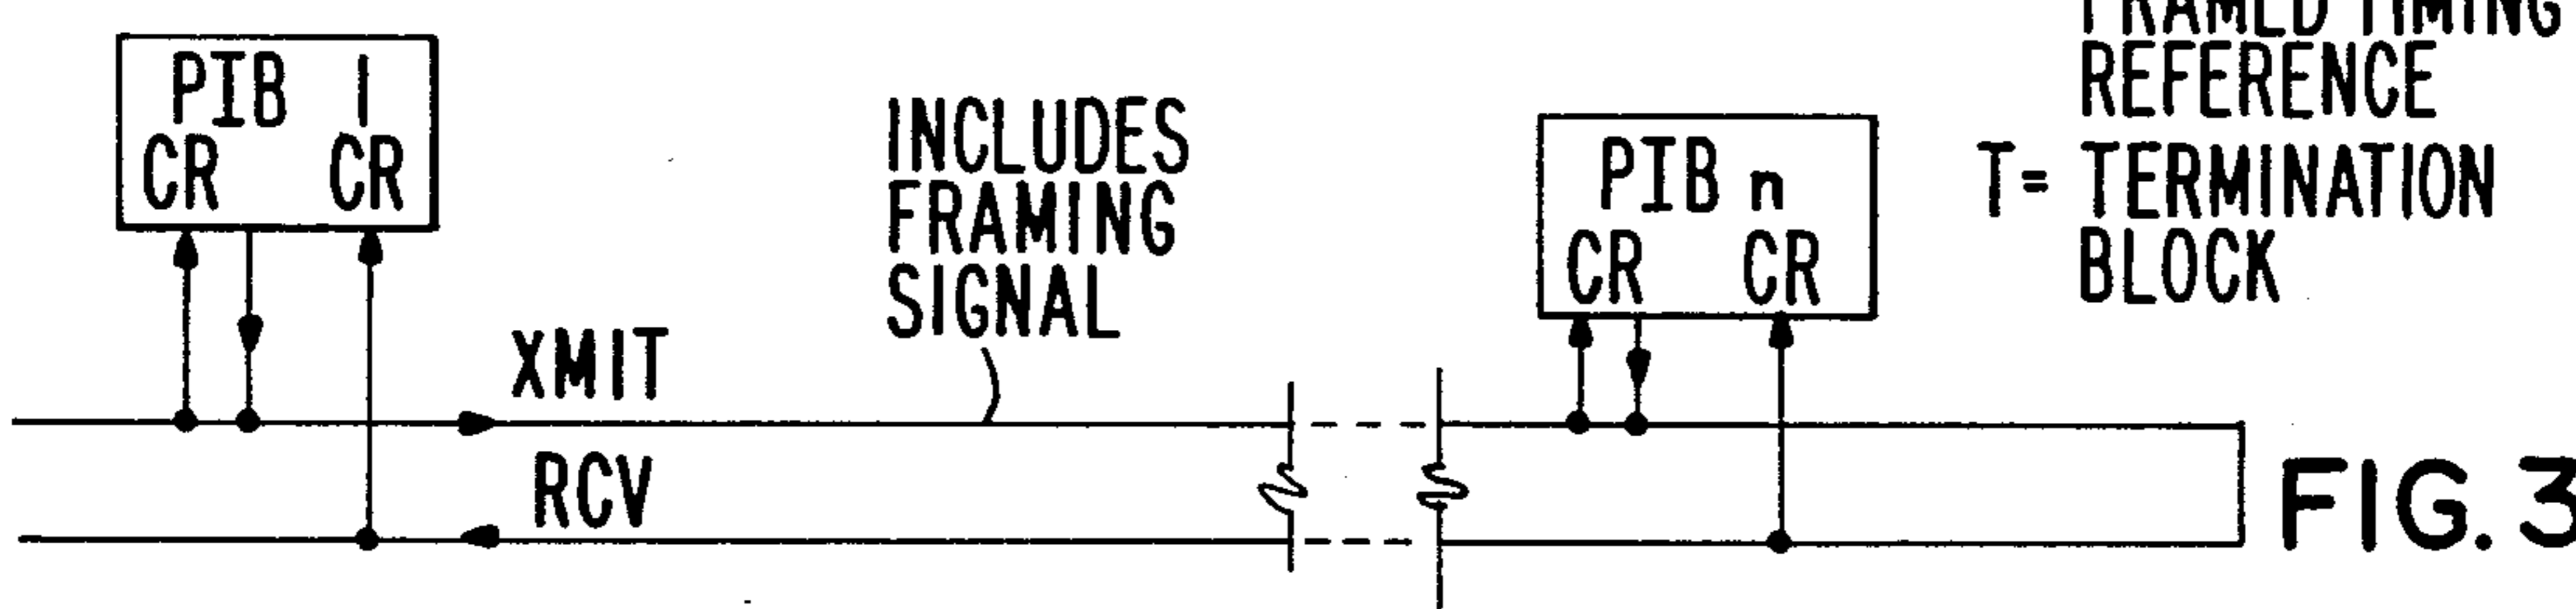 PIB 1
CR CR
XMIT
RCV
INCLUDES
FRAMING
SIGNAL
PIB n
CR CR
FRAMED TIMING
REFERENCE
T= TERMINATION
BLOCK
FIG. 3